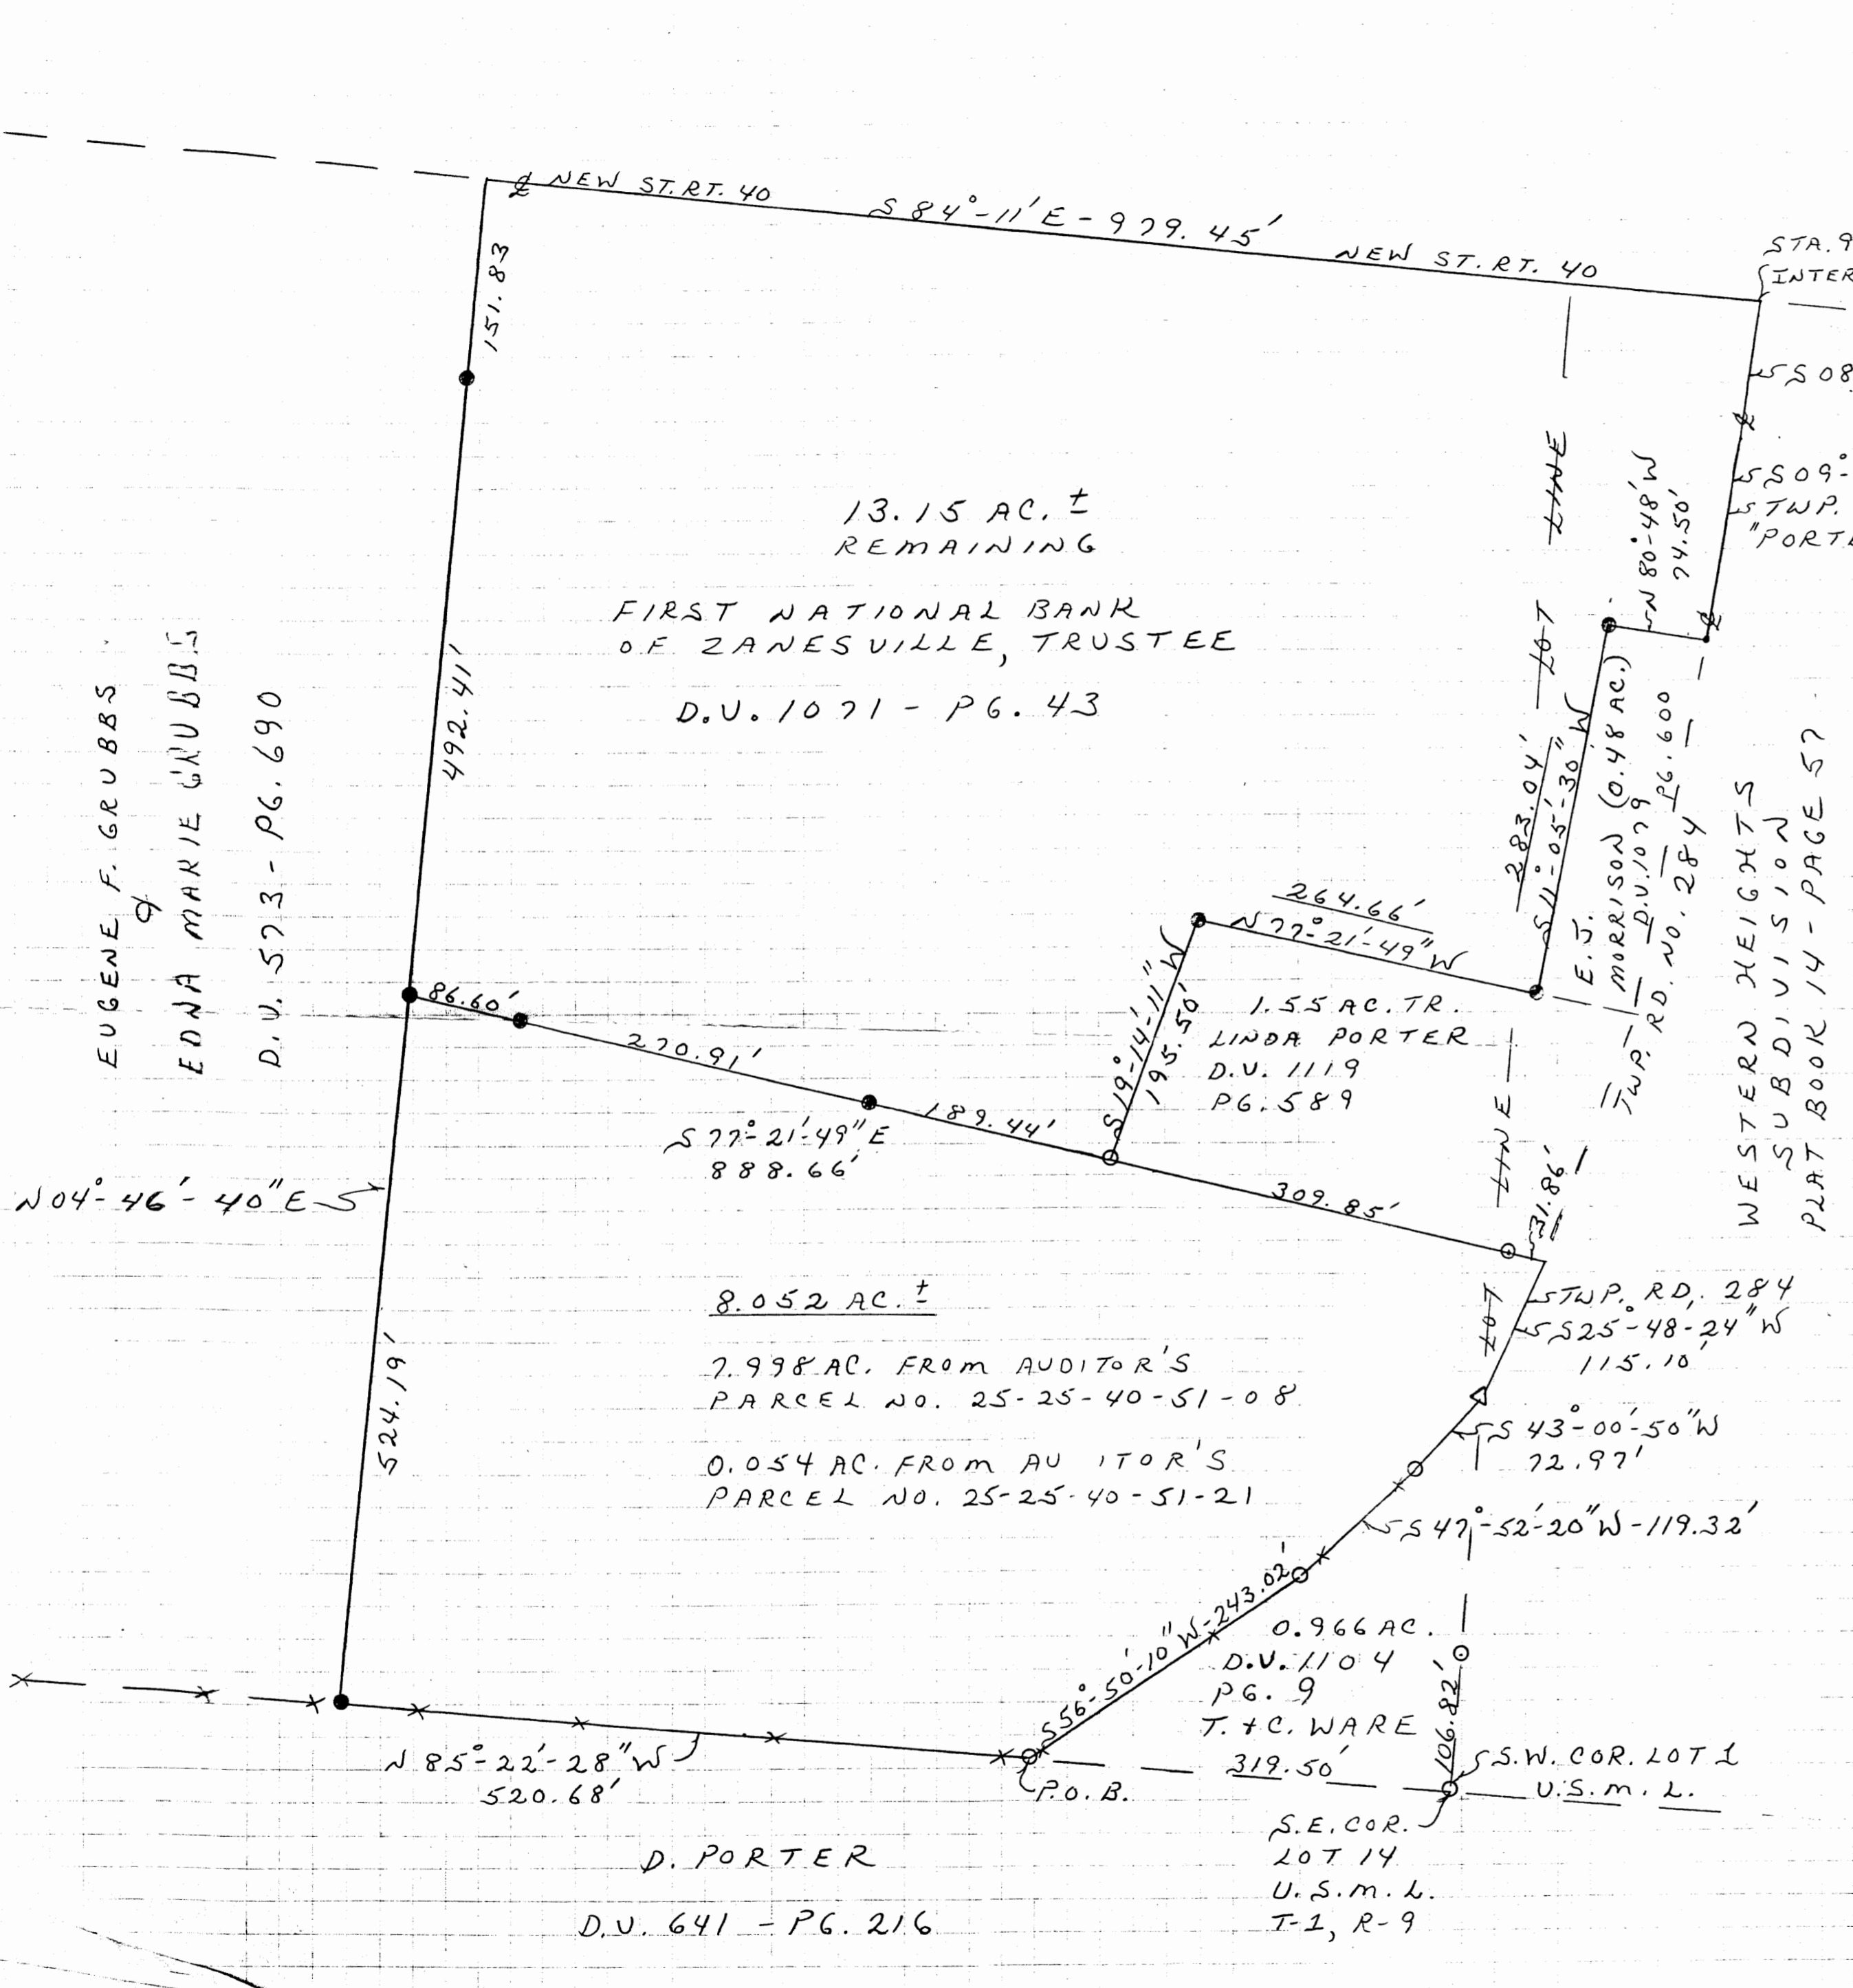 ℄ NEW ST. RT. 40
S 84°-11' E - 979.45'
NEW ST. RT. 40
STA. 9
INTER
151.83
S 08
℄
S 09°-
TWP.
"PORTE
13.15 AC. ±
REMAINING
FIRST NATIONAL BANK
OF ZANESVILLE, TRUSTEE
D.V. 1071 - PG. 43
492.41'
LOT LINE
N 80°-48' W
74.50'
℄
EUGENE F. GRUBBS
&
EDNA MARIE GRUBBS
D.V. 573 - PG. 690
283.04'
S 11°-05'-30" W
E.J.
MORRISON (0.48 AC.)
D.V. 1079 PG. 600
TWP. RD. NO. 284
WESTERN HEIGHTS
SUBDIVISION
PLAT BOOK 14 - PAGE 57
264.66'
N 77°-21'-49" W
S 19°-14'-11" W
195.50'
1.55 AC. TR.
LINDA PORTER
D.V. 1119
PG. 589
86.60'
270.91'
189.44'
S 77°-21'-49" E
888.66'
309.85'
31.86'
LOT LINE
N 04°-46'-40" E
8.052 AC. ±
7.998 AC. FROM AUDITOR'S
PARCEL NO. 25-25-40-51-08
0.054 AC. FROM AU ITOR'S
PARCEL NO. 25-25-40-51-21
524.19'
TWP. RD. 284
S 25°-48-24" W
115.10'
S 43°-00'-50" W
72.97'
S 47°-52'-20" W - 119.32'
S 56°-50'-10" W - 243.02'
0.966 AC.
D.V. 1104
PG. 9
T. + C. WARE
106.82'
319.50'
N 85°-22'-28" W
520.68'
P.O.B.
S.W. COR. LOT 1
U.S.M.L.
S.E. COR.
LOT 14
U.S.M.L.
T-1, R-9
D. PORTER
D.V. 641 - PG. 216